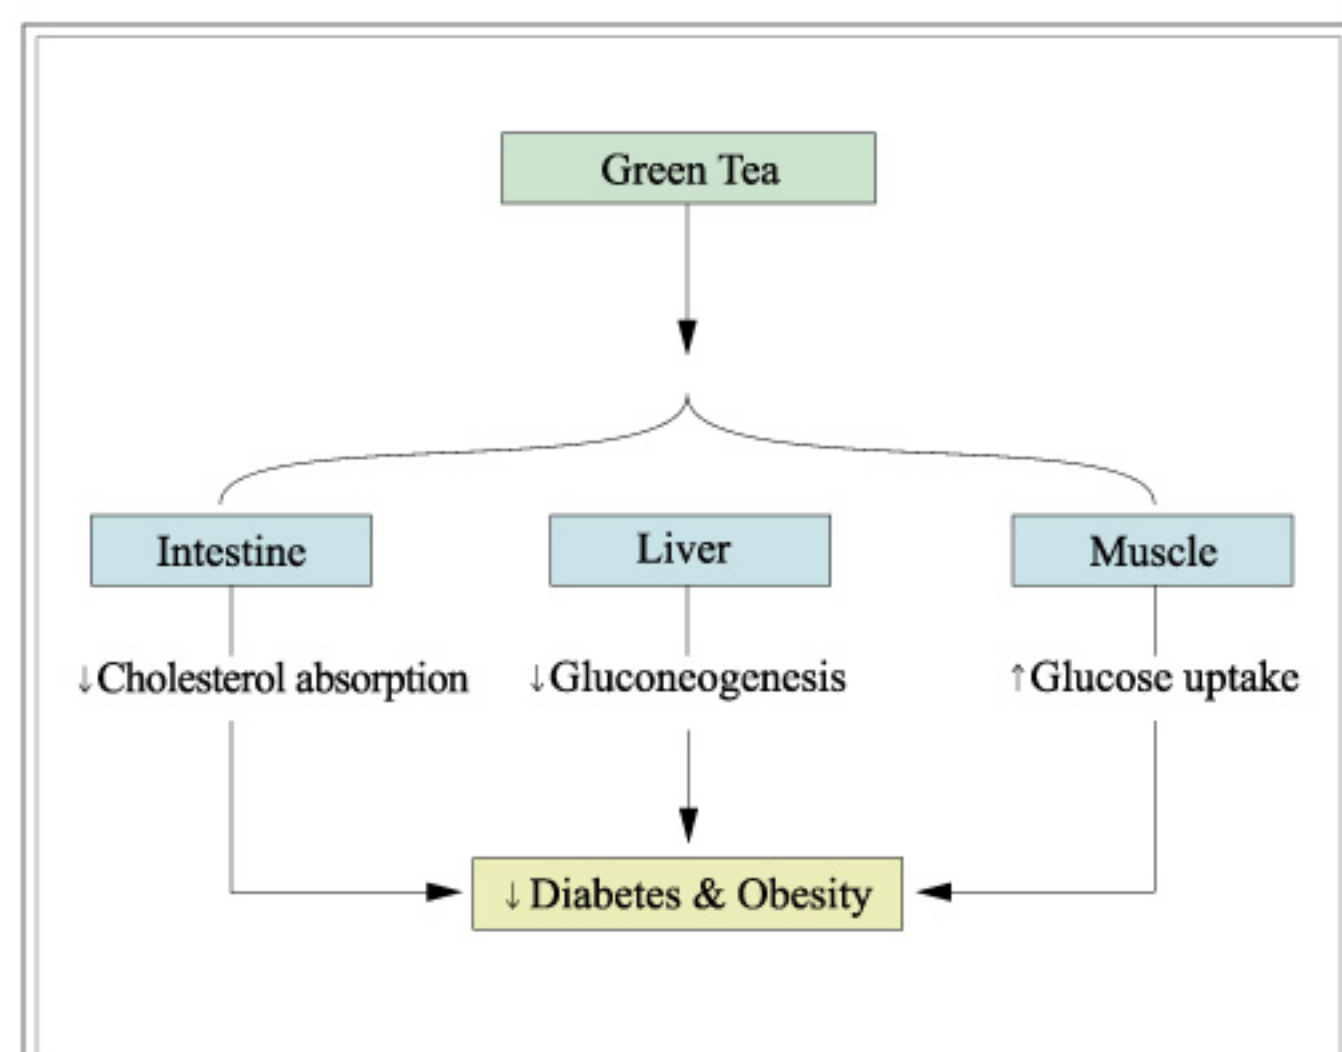 Green Tea
Intestine
Liver
Muscle
↓Cholesterol absorption
↓Gluconeogenesis
↑Glucose uptake
↓ Diabetes & Obesity